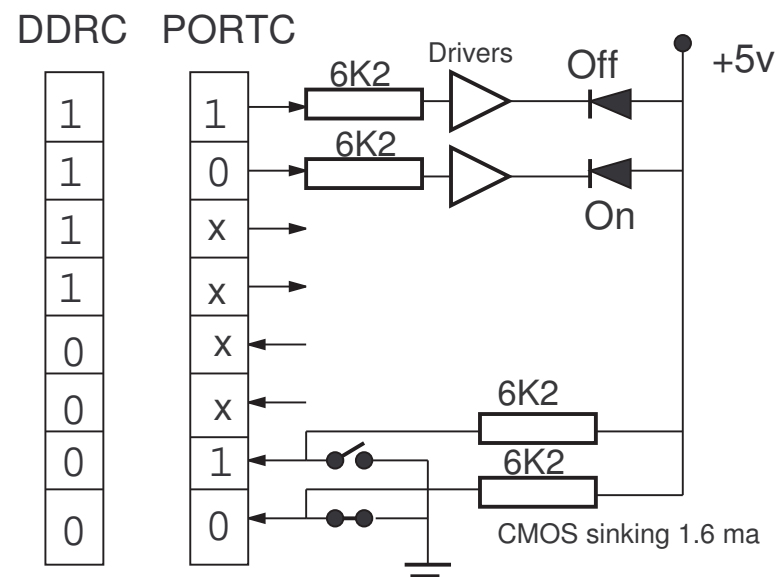 DDRC PORTC
Drivers
Off
+5v
6K2
1 1
6K2
1 0
On
1 x
1 x
0 x
0 x
6K2
0 1
6K2
0 0
CMOS sinking 1.6 ma